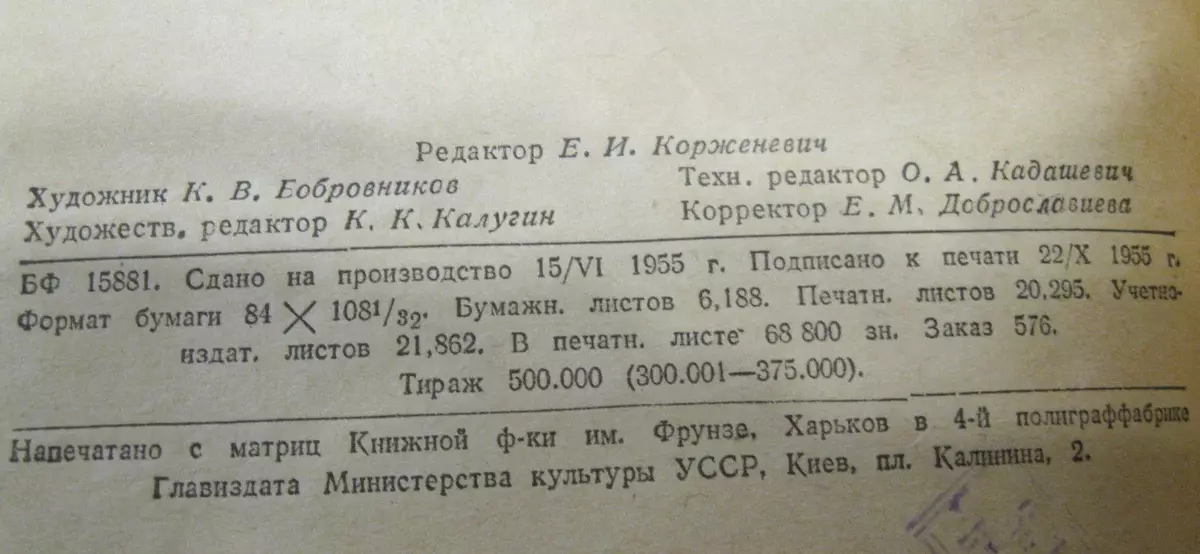 Редактор Е. И. Корженевич
Художник К. В. Еобровников
Техн. редактор О. А. Кадашевич
Художеств. редактор К. К. Калугин
Корректор Е. М. Доброславиева
БФ 15881. Сдано на производство 15/VI 1955 г. Подписано к печати 22/X 1955 г.
Формат бумаги 84 X 108¹/₃₂. Бумажн. листов 6,188. Печатн. листов 20,295. Учетно-
издат. листов 21,862. В печатн. листе 68 800 зн. Заказ 576.
Тираж 500.000 (300.001—375.000).
Напечатано с матриц Книжной ф-ки им. Фрунзе, Харьков в 4-й полиграффабрике
Главиздата Министерства культуры УССР, Киев, пл. Калинина, 2.